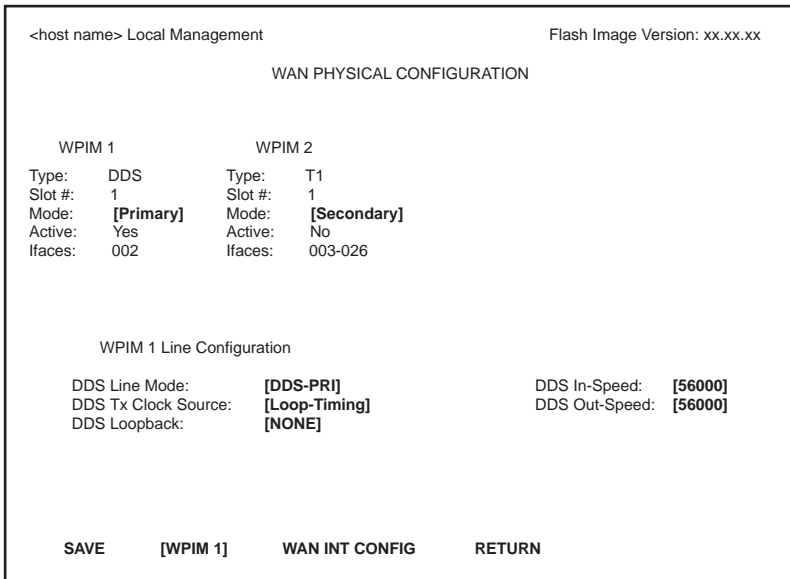 <host name> Local Management Flash Image Version: xx.xx.xx
WAN PHYSICAL CONFIGURATION
WPIM 1 WPIM 2
Type: DDS Type: T1
Slot #: 1 Slot #: 1
Mode: [Primary] Mode: [Secondary]
Active: Yes Active: No
Ifaces: 002 Ifaces: 003-026
WPIM 1 Line Configuration
DDS Line Mode: [DDS-PRI] DDS In-Speed: [56000]
DDS Tx Clock Source: [Loop-Timing] DDS Out-Speed: [56000]
DDS Loopback: [NONE]
SAVE [WPIM 1] WAN INT CONFIG RETURN